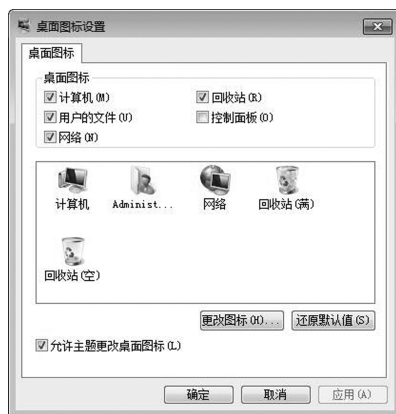 桌面图标设置
桌面图标
桌面图标
计算机(M) 回收站(R)
用户的文件(U) 控制面板(O)
网络(N)
计算机 Administ... 网络 回收站(满)
回收站(空)
更改图标(H)... 还原默认值(S)
允许主题更改桌面图标(L)
确定 取消 应用(A)